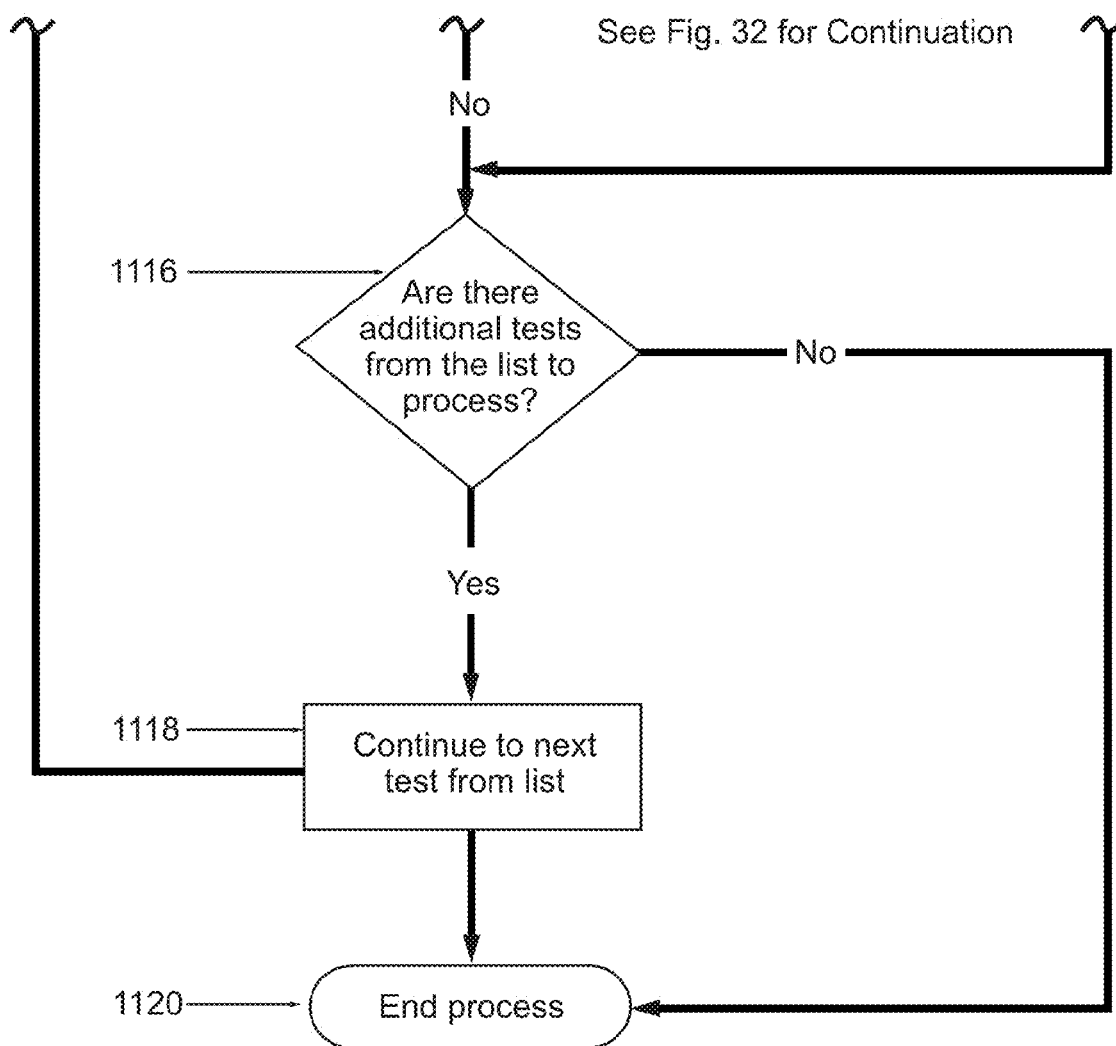 See Fig. 32 for Continuation
No
1116
Are there
additional tests
from the list to
process?
No
Yes
1118
Continue to next
test from list
1120
End process